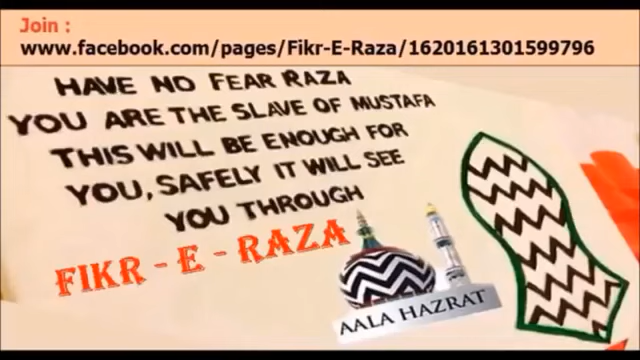 Join :
www.facebook.com/pages/Fikr-E-Raza/1620161301599796
HAVE NO FEAR RAZA
YOU ARE THE SLAVE OF MUSTAFA
THIS WILL BE ENOUGH FOR
YOU, SAFELY IT WILL SEE
YOU THROUGH
FIKR - E - RAZA
AALA HAZRAT